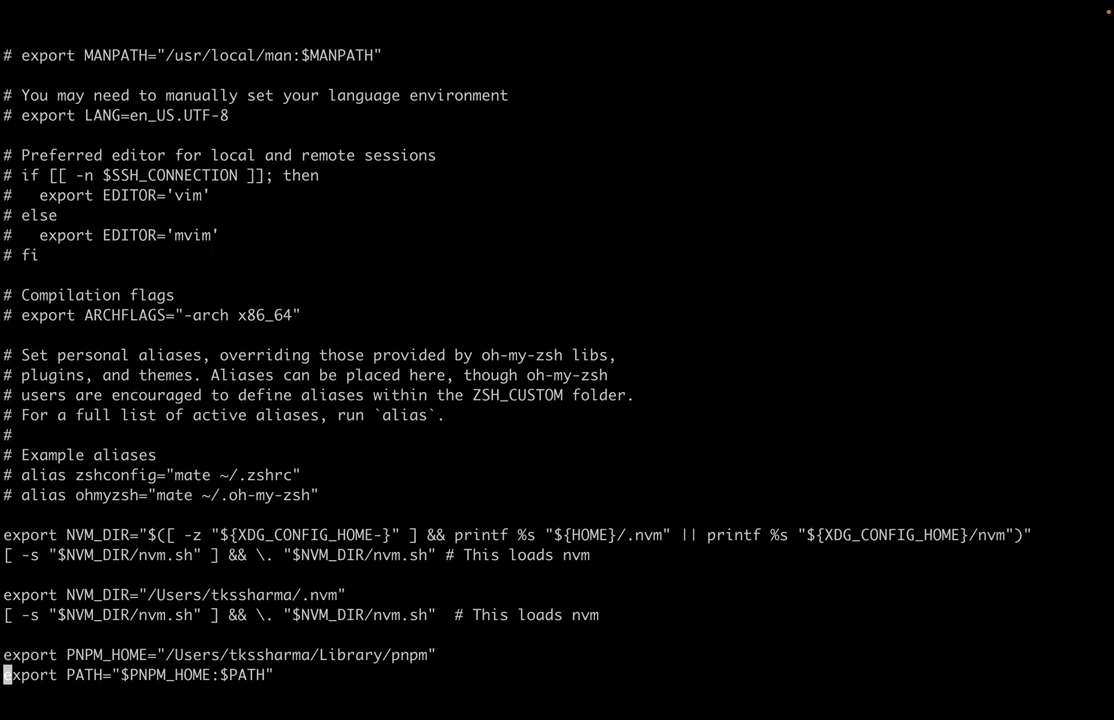 # export MANPATH="/usr/local/man:$MANPATH"
# You may need to manually set your language environment
# export LANG=en_US.UTF-8
# Preferred editor for local and remote sessions
# if [[ -n $SSH_CONNECTION ]]; then
#   export EDITOR='vim'
# else
#   export EDITOR='mvim'
# fi
# Compilation flags
# export ARCHFLAGS="-arch x86_64"
# Set personal aliases, overriding those provided by oh-my-zsh libs,
# plugins, and themes. Aliases can be placed here, though oh-my-zsh
# users are encouraged to define aliases within the ZSH_CUSTOM folder.
# For a full list of active aliases, run `alias`.
#
# Example aliases
# alias zshconfig="mate ~/.zshrc"
# alias ohmyzsh="mate ~/.oh-my-zsh"
export NVM_DIR="$([ -z "${XDG_CONFIG_HOME-}" ] && printf %s "${HOME}/.nvm" || printf %s "${XDG_CONFIG_HOME}/nvm")"
[ -s "$NVM_DIR/nvm.sh" ] && \. "$NVM_DIR/nvm.sh" # This loads nvm
export NVM_DIR="/Users/tkssharma/.nvm"
[ -s "$NVM_DIR/nvm.sh" ] && \. "$NVM_DIR/nvm.sh"  # This loads nvm
export PNPM_HOME="/Users/tkssharma/Library/pnpm"
export PATH="$PNPM_HOME:$PATH"